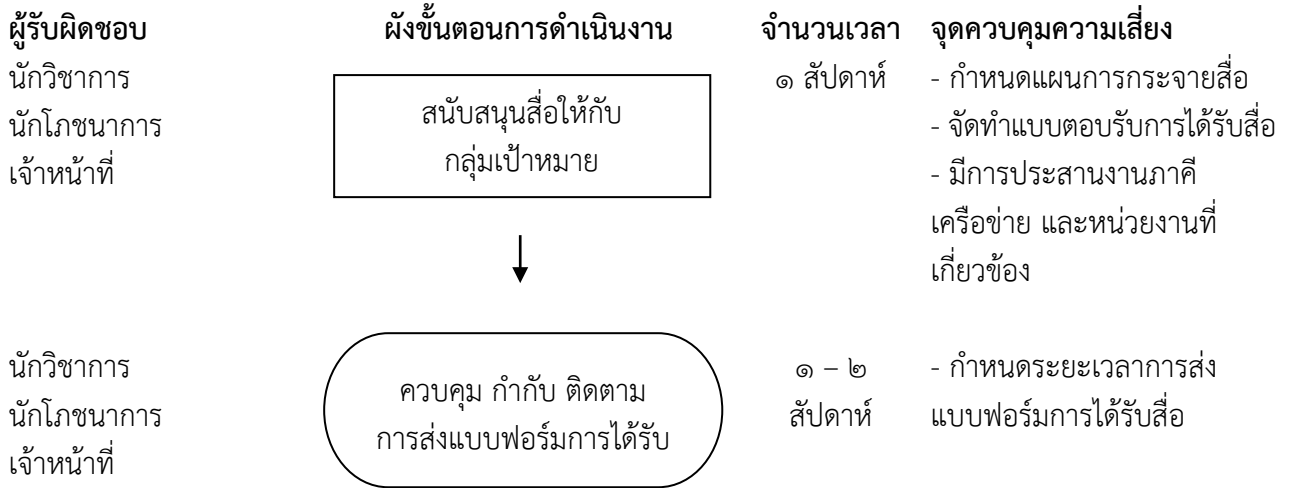 ผู้รับผิดชอบ ผังขั้นตอนการดำเนินงาน จำนวนเวลา จุดควบคุมความเสี่ยง
นักวิชาการ
นักโภชนาการ
เจ้าหน้าที่
สนับสนุนสื่อให้กับ
กลุ่มเป้าหมาย
๑ สัปดาห์
- กำหนดแผนการกระจายสื่อ
- จัดทำแบบตอบรับการได้รับสื่อ
- มีการประสานงานภาคี
เครือข่าย และหน่วยงานที่
เกี่ยวข้อง
นักวิชาการ
นักโภชนาการ
เจ้าหน้าที่
ควบคุม กำกับ ติดตาม
การส่งแบบฟอร์มการได้รับ
๑ – ๒
สัปดาห์
- กำหนดระยะเวลาการส่ง
แบบฟอร์มการได้รับสื่อ